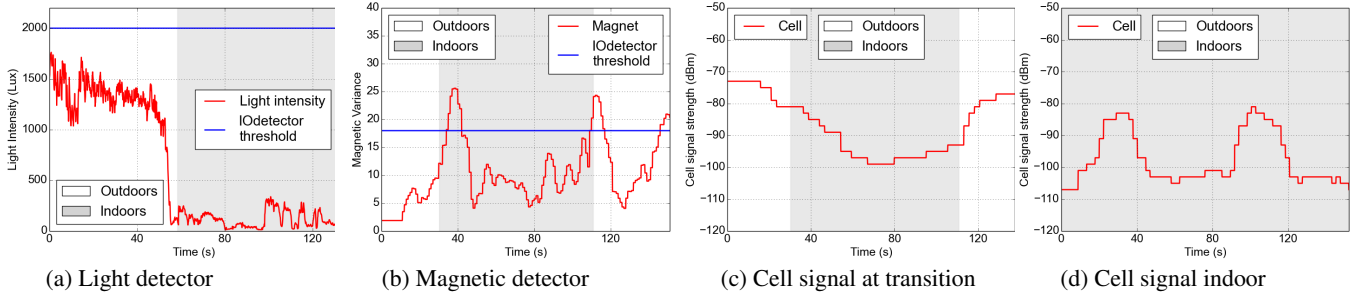 Light Intensity (Lux)
2000
1500
1000
500
0
0
40
80
120
Time (s)
Light intensity
IOdetector
threshold
Outdoors
Indoors
(a) Light detector
Magnetic Variance
40
35
30
25
20
15
10
5
0
0
40
80
120
Time (s)
Outdoors
Indoors
Magnet
IOdetector
threshold
(b) Magnetic detector
Cell signal strength (dBm)
−50
−60
−70
−80
−90
−100
−110
−120
0
40
80
120
Time (s)
Cell
Outdoors
Indoors
(c) Cell signal at transition
Cell signal strength (dBm)
−50
−60
−70
−80
−90
−100
−110
−120
0
40
80
120
Time (s)
Cell
Outdoors
Indoors
(d) Cell signal indoor